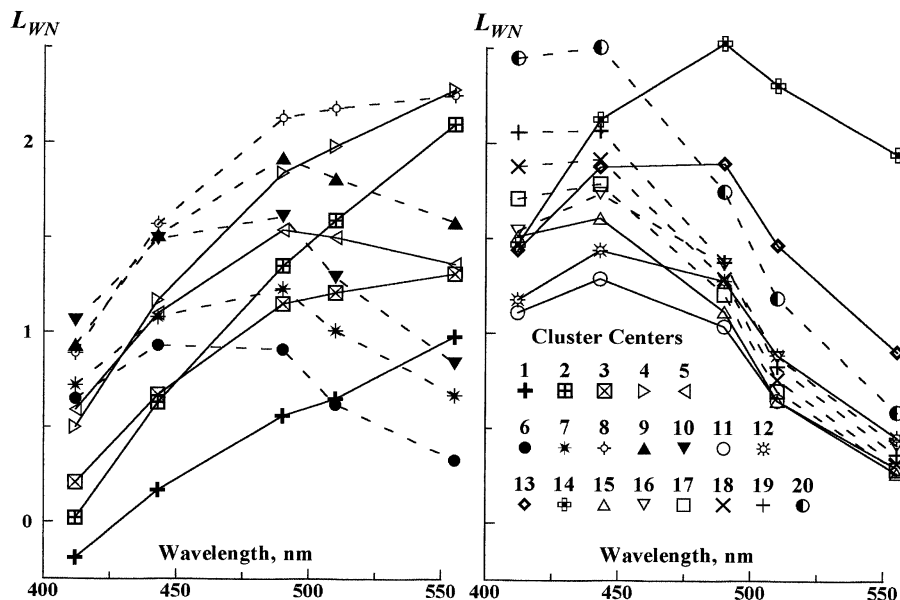 L_WN
L_WN
2
1
0
Cluster Centers
1 2 3 4 5
6 7 8 9 10 11 12
13 14 15 16 17 18 19 20
Wavelength, nm
Wavelength, nm
400 450 500 550
400 450 500 550